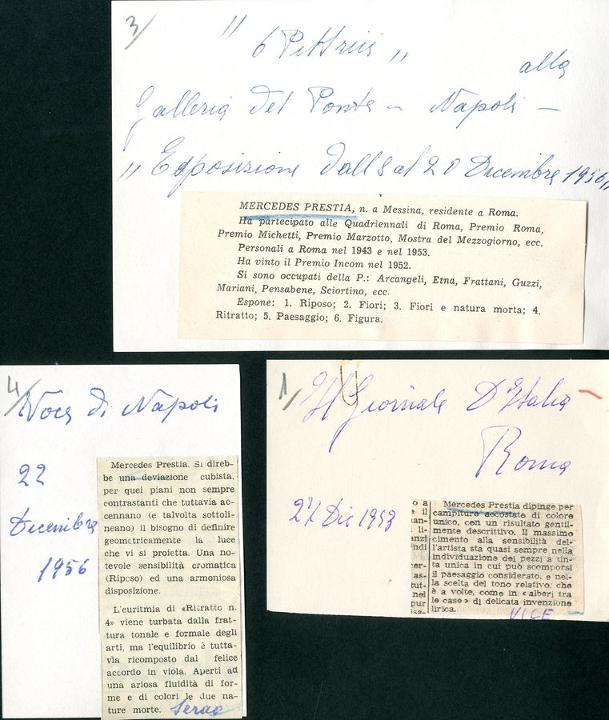 3/
" 6 Pittrici "
alla
Galleria del Ponte - Napoli -
" Esposizione dall'8 al 20 Dicembre 1956 "
MERCEDES PRESTIA, n. a Messina, residente a Roma.
Ha partecipato alle Quadriennali di Roma, Premio Roma,
Premio Michetti, Premio Marzotto, Mostra del Mezzogiorno, ecc.
Personali a Roma nel 1943 e nel 1953.
Ha vinto il Premio Incom nel 1952.
Si sono occupati della P.: Arcangeli, Etna, Frattani, Guzzi,
Mariani, Pensabene, Sciortino, ecc.
Espone: 1. Riposo; 2. Fiori; 3. Fiori e natura morta; 4.
Ritratto; 5. Paesaggio; 6. Figura.
4/
Voce di Napoli
22
Dicembre
1956
Mercedes Prestia. Si direb-
be una deviazione cubista,
per quei piani non sempre
contrastanti che tuttavia ac-
cennano (e talvolta sottoli-
neano) il bisogno di definire
geometricamente la luce
che vi si proietta. Una no-
tevole sensibilità cromatica
(Riposo) ed una armoniosa
disposizione.
L'euritmia di «Ritratto n.
4» viene turbata dalla frat-
tura tonale e formale degli
arti, ma l'equilibrio è tutta-
via ricomposto dal felice
accordo in viola. Aperti ad
una ariosa fluidità di for-
me e di colori le due na-
ture morte.
1/
Il Giornale D'Italia
Roma
Dic 1953
Mercedes Prestia dipinge per
campiture accostate di colore
unico, con un risultato gentil-
mente descrittivo. Il massimo
cimento alla sensibilità del-
l'artista sta quasi sempre nella
individuazione dei pezzi a tin-
ta unica in cui può scomporsi
il paesaggio considerato, e nel-
la scelta del tono relativo, che
è a volte, come in «alberi tra
le case» di delicata invenzione
lirica.
VICE